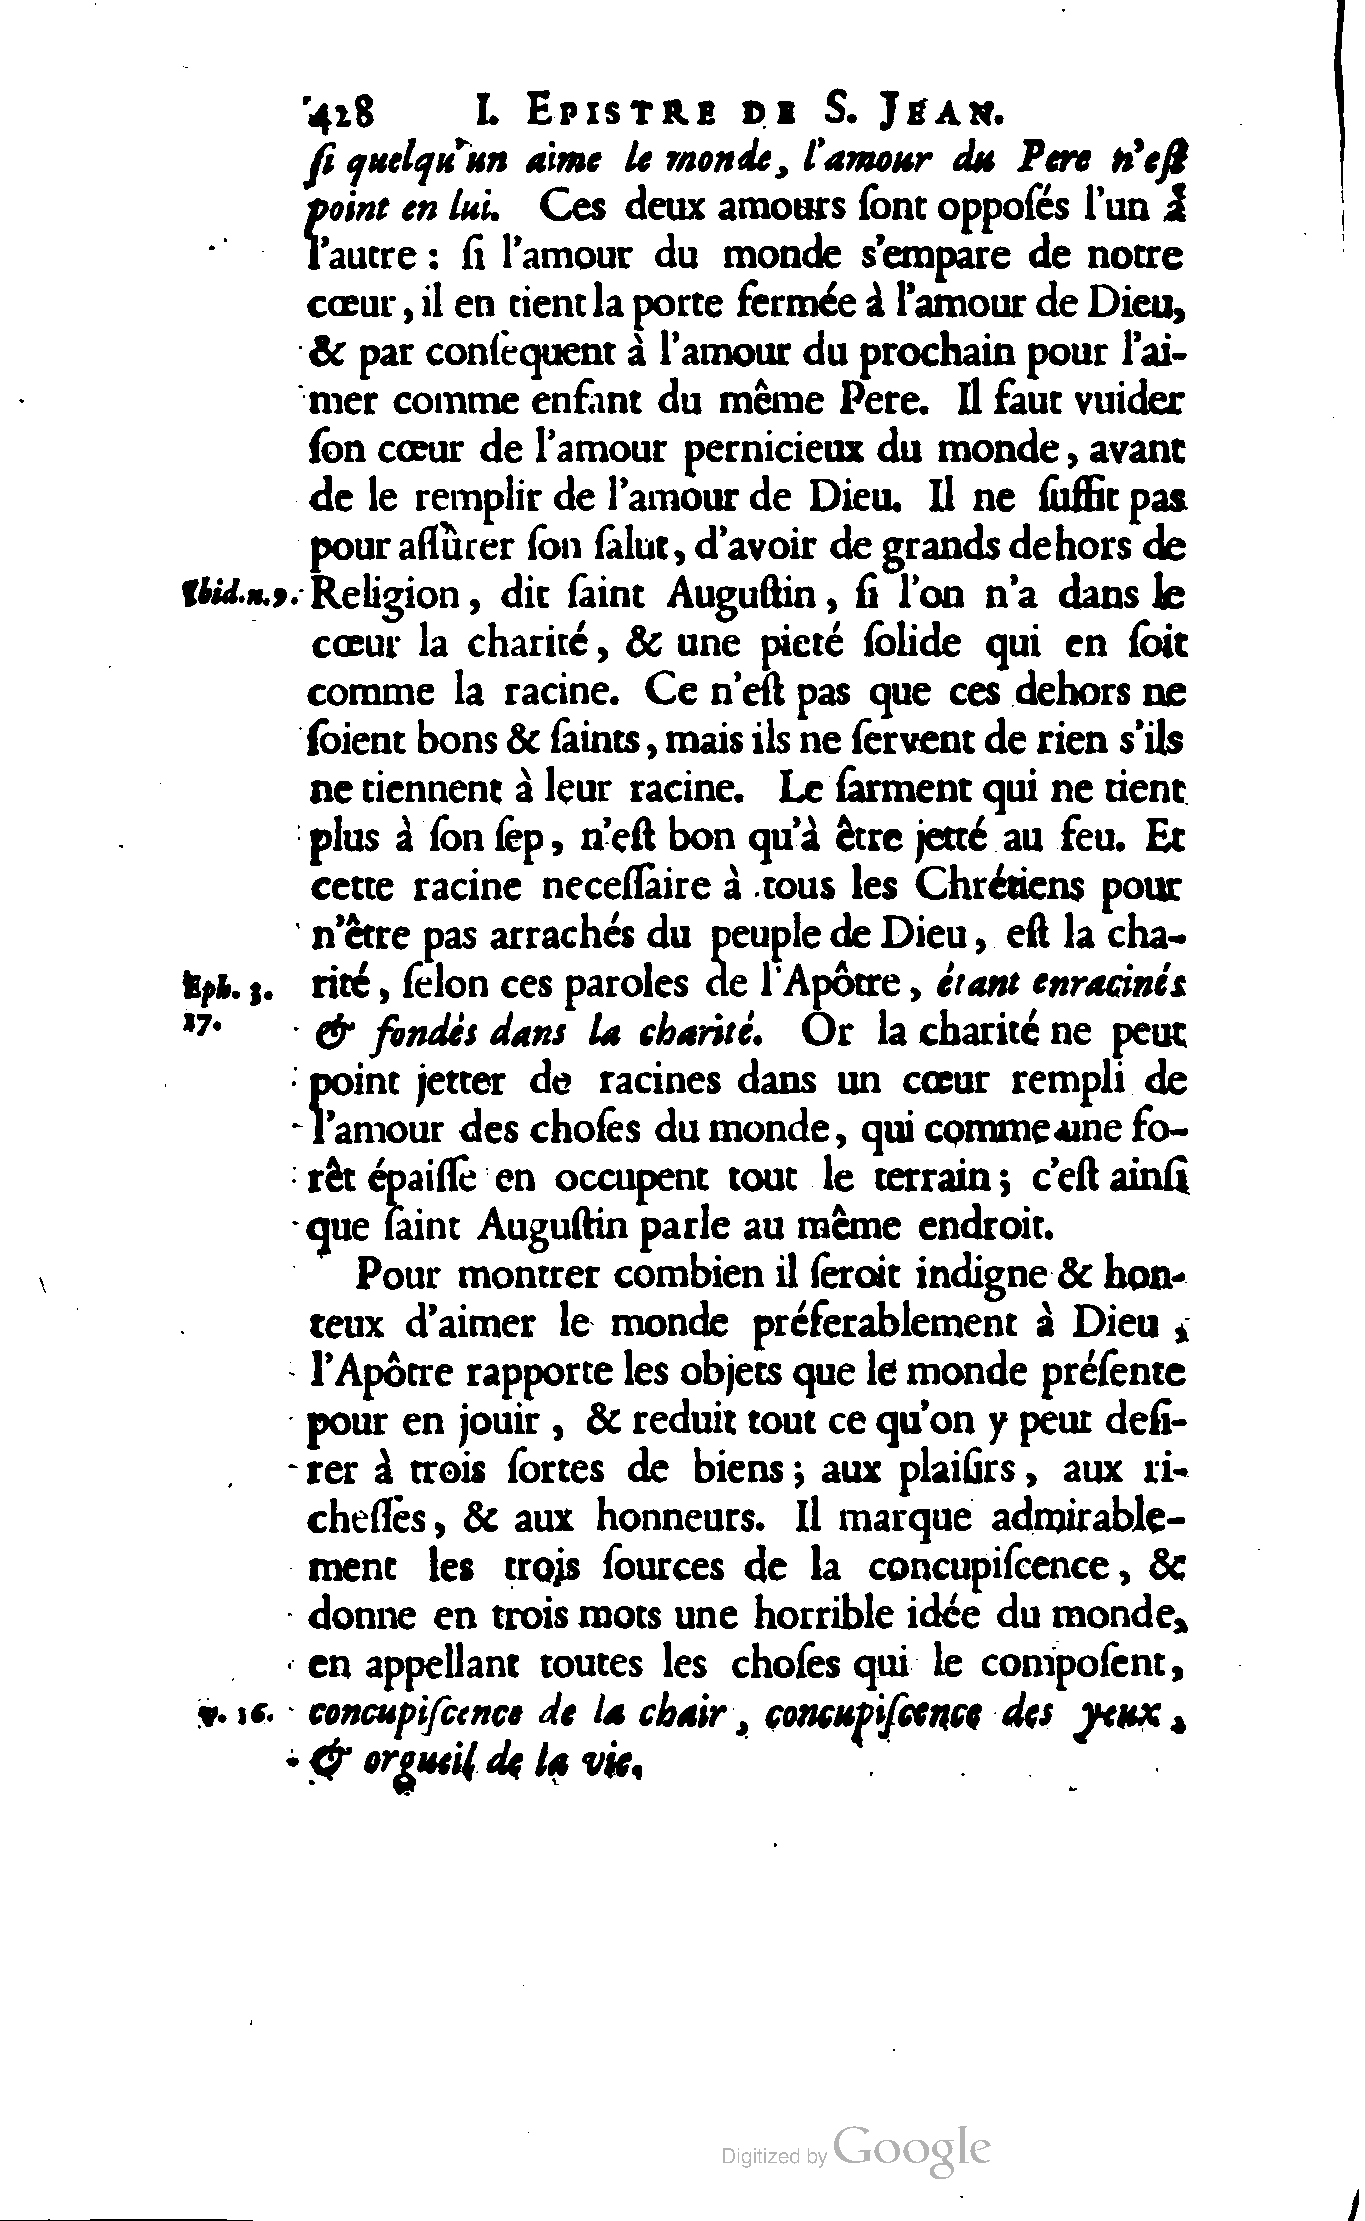 428 I. EPISTRE DE S. JEAN.
ſi quelqu'un aime le monde, l'amour du Pere n'eſt
point en lui. Ces deux amours ſont oppoſés l'un à
l'autre : ſi l'amour du monde s'empare de notre
cœur, il en tient la porte fermée à l'amour de Dieu,
& par conſéquent à l'amour du prochain pour l'ai-
mer comme enfant du même Pere. Il faut vuider
ſon cœur de l'amour pernicieux du monde, avant
de le remplir de l'amour de Dieu. Il ne ſuffit pas
pour aſſûrer ſon ſalut, d'avoir de grands dehors de
Ibid. n. 9. Religion, dit ſaint Auguſtin, ſi l'on n'a dans le
cœur la charité, & une pieté ſolide qui en ſoit
comme la racine. Ce n'eſt pas que ces dehors ne
ſoient bons & ſaints, mais ils ne ſervent de rien s'ils
ne tiennent à leur racine. Le ſarment qui ne tient
plus à ſon ſep, n'eſt bon qu'à être jetté au feu. Et
cette racine neceſſaire à tous les Chrétiens pour
n'être pas arrachés du peuple de Dieu, eſt la cha-
Eph. 3. rité, ſelon ces paroles de l'Apôtre, étant enracinés
17. & fondés dans la charité. Or la charité ne peut
point jetter de racines dans un cœur rempli de
l'amour des choſes du monde, qui comme une fo-
rêt épaiſſe en occupent tout le terrain ; c'eſt ainſi
que ſaint Auguſtin parle au même endroit.
Pour montrer combien il ſeroit indigne & hon-
teux d'aimer le monde préferablement à Dieu,
l'Apôtre rapporte les objets que le monde préſente
pour en jouir, & reduit tout ce qu'on y peut deſi-
rer à trois ſortes de biens ; aux plaiſirs, aux ri-
cheſſes, & aux honneurs. Il marque admirable-
ment les trois ſources de la concupiſcence, &
donne en trois mots une horrible idée du monde,
en appellant toutes les choſes qui le compoſent,
v. 16. concupiſcence de la chair, concupiſcence des yeux,
& orgueil de la vie.
Digitized by Google